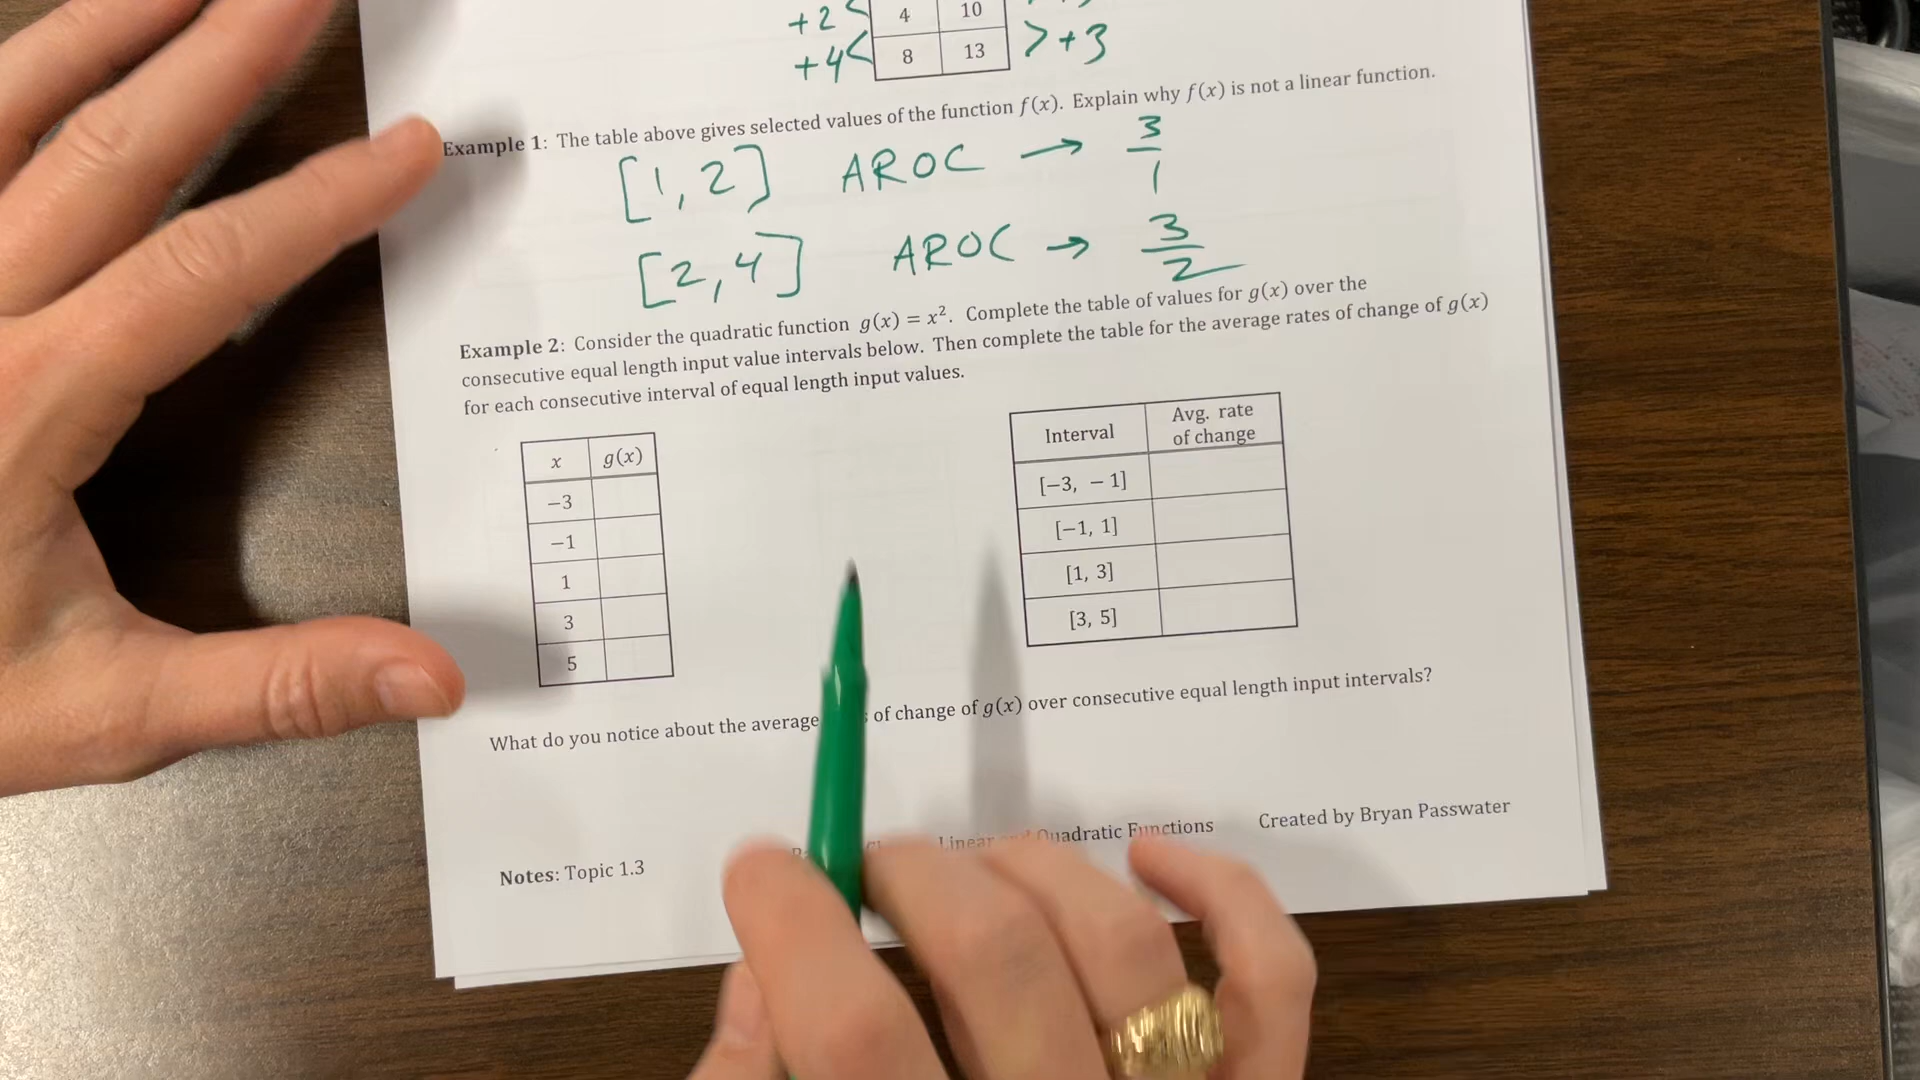 +2 < 4 10
+4 < 8 13 > +3
Example 1: The table above gives selected values of the function f(x). Explain why f(x) is not a linear function.
[1, 2] AROC → 3/1
[2, 4] AROC → 3/2
Example 2: Consider the quadratic function g(x) = x². Complete the table of values for g(x) over the
consecutive equal length input value intervals below. Then complete the table for the average rates of change of g(x)
for each consecutive interval of equal length input values.
x g(x)
−3
−1
1
3
5
Interval Avg. rate of change
[−3, −1]
[−1, 1]
[1, 3]
[3, 5]
What do you notice about the average of change of g(x) over consecutive equal length input intervals?
Notes: Topic 1.3 Linear Quadratic Functions Created by Bryan Passwater